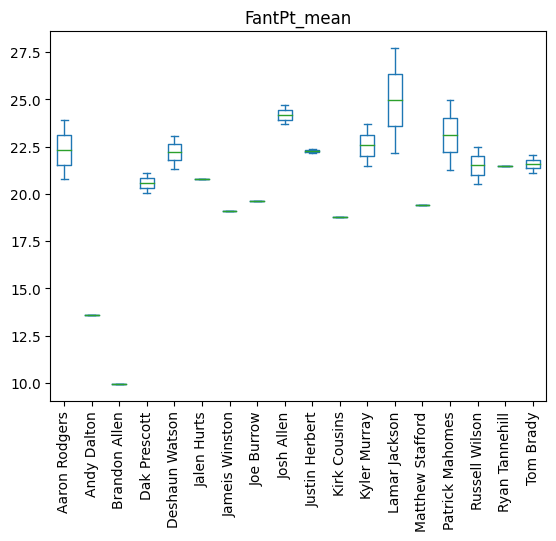 FantPt_mean
27.5
25.0
22.5
20.0
17.5
15.0
12.5
10.0
Aaron Rodgers
Andy Dalton
Brandon Allen
Dak Prescott
Deshaun Watson
Jalen Hurts
Jameis Winston
Joe Burrow
Josh Allen
Justin Herbert
Kirk Cousins
Kyler Murray
Lamar Jackson
Matthew Stafford
Patrick Mahomes
Russell Wilson
Ryan Tannehill
Tom Brady